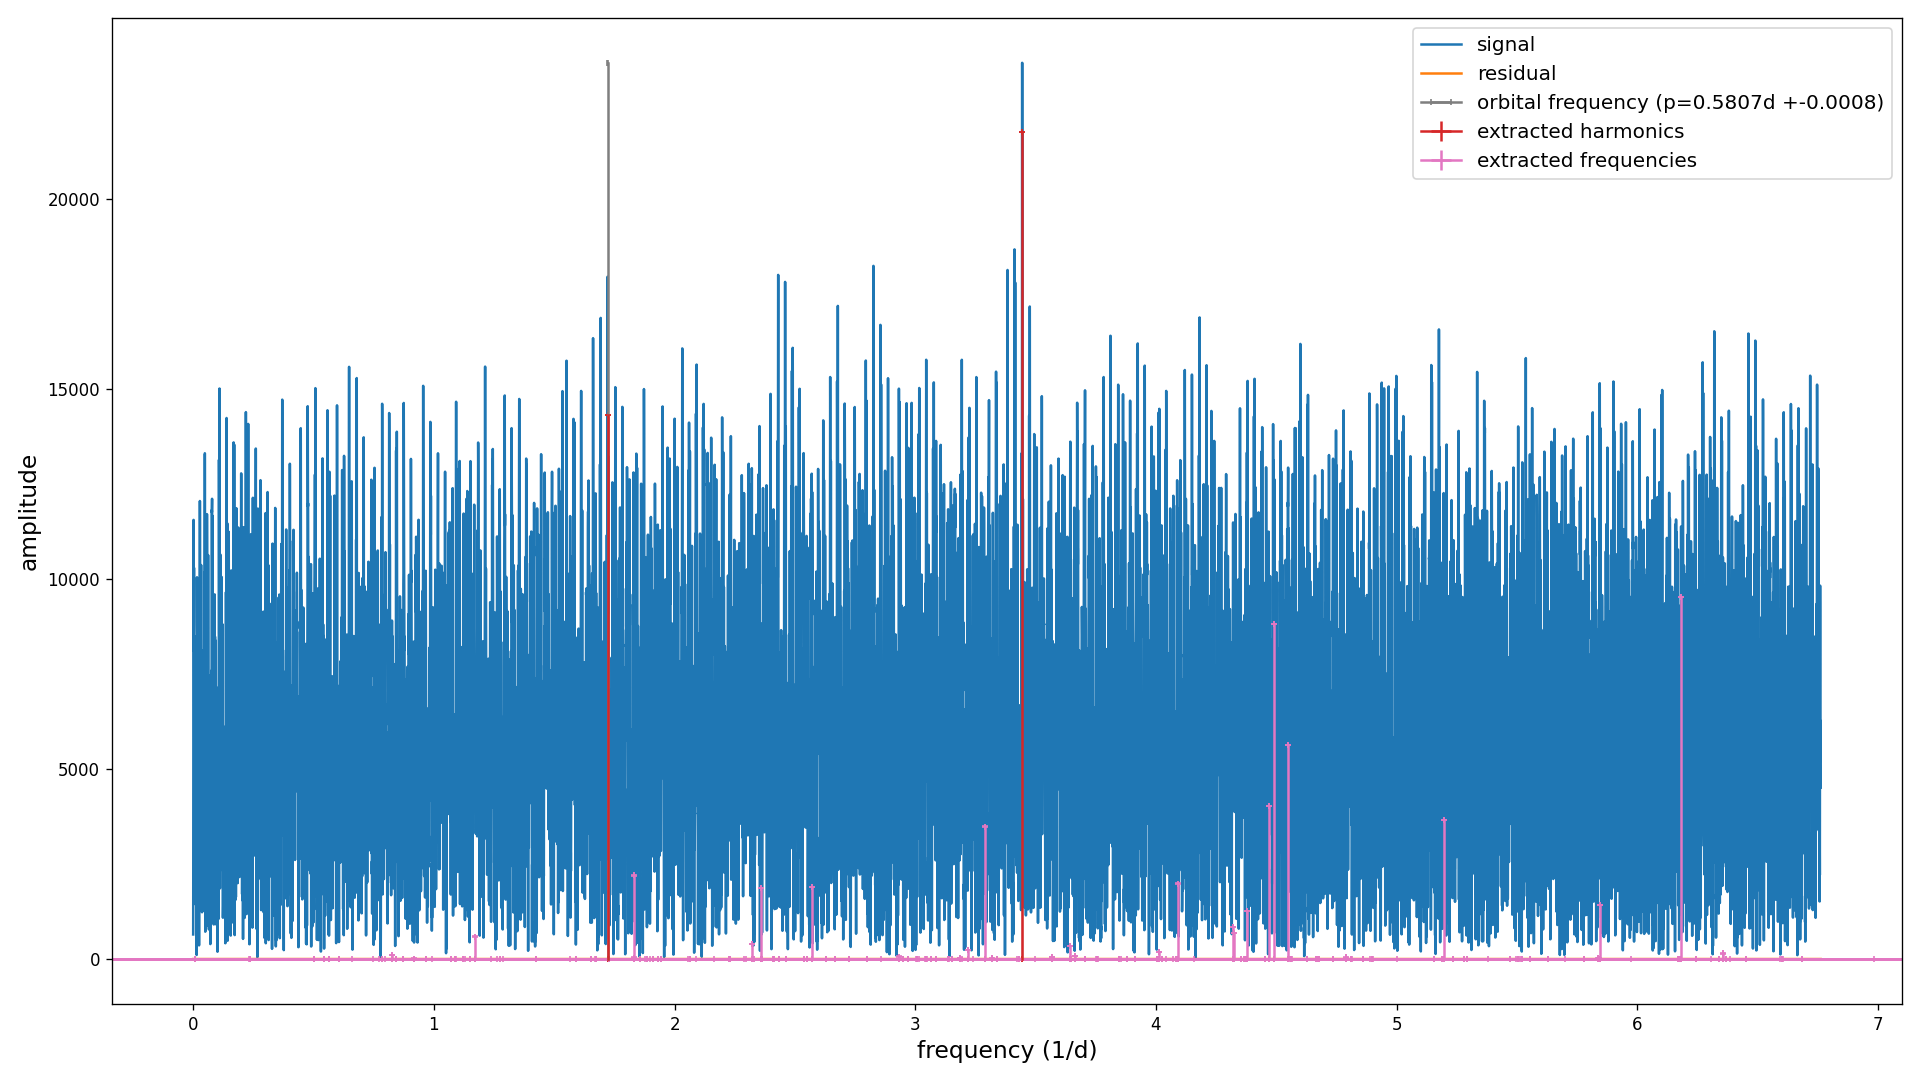 signal
residual
orbital frequency (p=0.5807d +-0.0008)
extracted harmonics
extracted frequencies
20000
15000
10000
5000
0
amplitude
0 1 2 3 4 5 6 7
frequency (1/d)